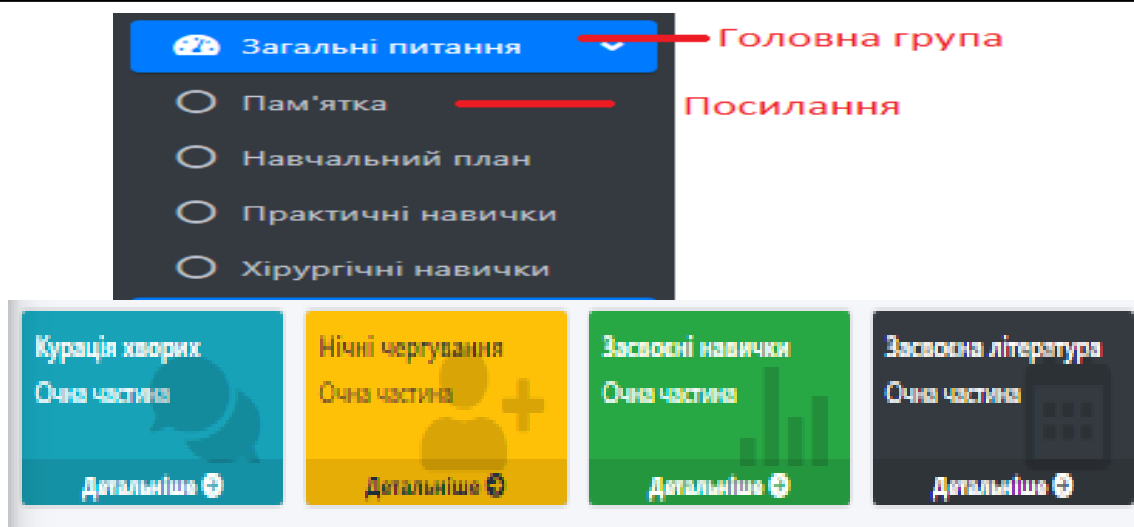 Загальні питання
Головна група
Пам'ятка
Посилання
Навчальний план
Практичні навички
Хірургічні навички
Курація хворих
Очна частина
Детальніше
Нічні чергування
Очна частина
Детальніше
Засвоєні навички
Очна частина
Детальніше
Засвоєна література
Очна частина
Детальніше